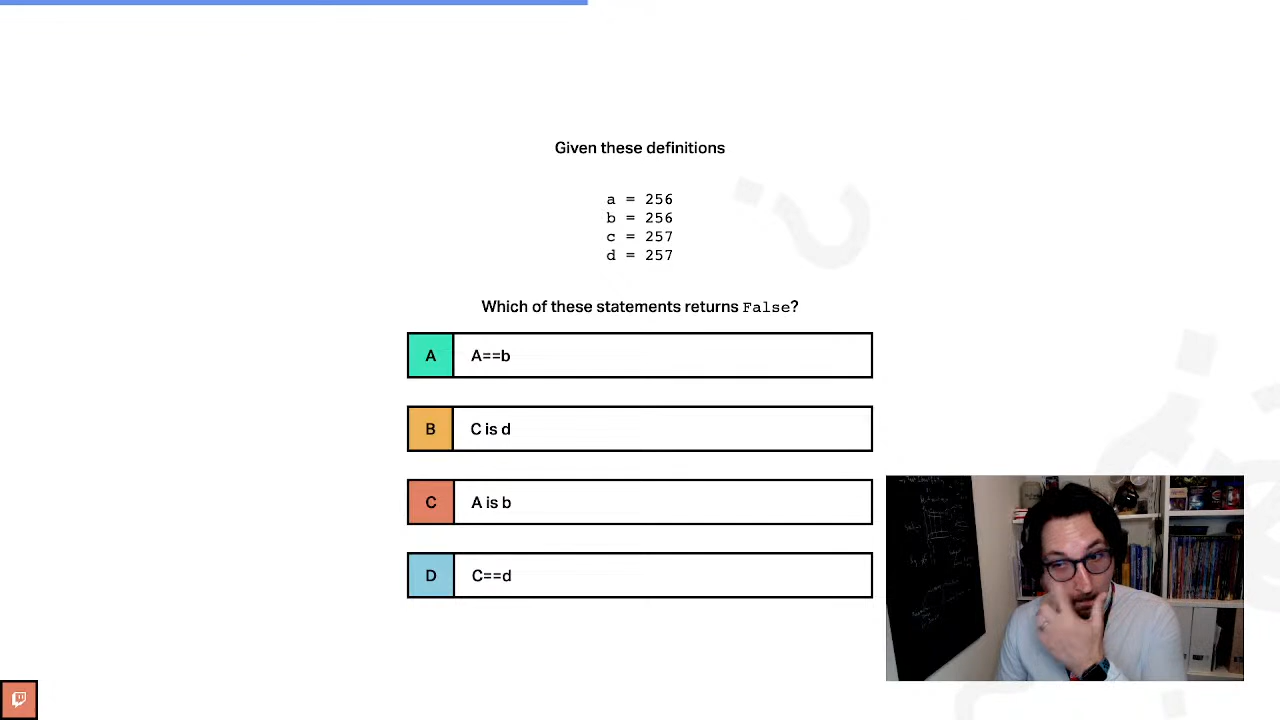 Given these definitions
a = 256
b = 256
c = 257
d = 257
Which of these statements returns False?
A A==b
B C is d
C A is b
D C==d